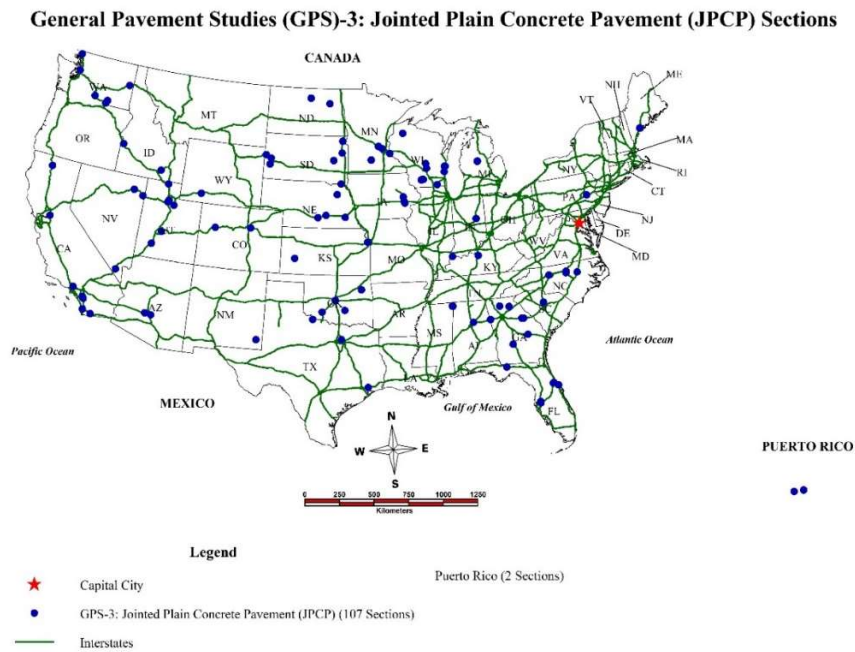 General Pavement Studies (GPS)-3: Jointed Plain Concrete Pavement (JPCP) Sections
CANADA
ME
NH
VT
WA
MT
ND
MN
OR
ID
SD
WI
MI
NY
MA
RI
CT
WY
IA
PA
NJ
NV
NE
IL
OH
DE
MD
CA
CO
KS
MO
WV
VA
KY
NC
AZ
NM
OK
AR
TN
SC
MS
AL
GA
TX
LA
FL
Pacific Ocean
Atlantic Ocean
MEXICO
Gulf of Mexico
N
W
E
S
PUERTO RICO
0 250 500 750 1000 1250
Kilometers
Legend
Puerto Rico (2 Sections)
Capital City
GPS-3: Jointed Plain Concrete Pavement (JPCP) (107 Sections)
Interstates